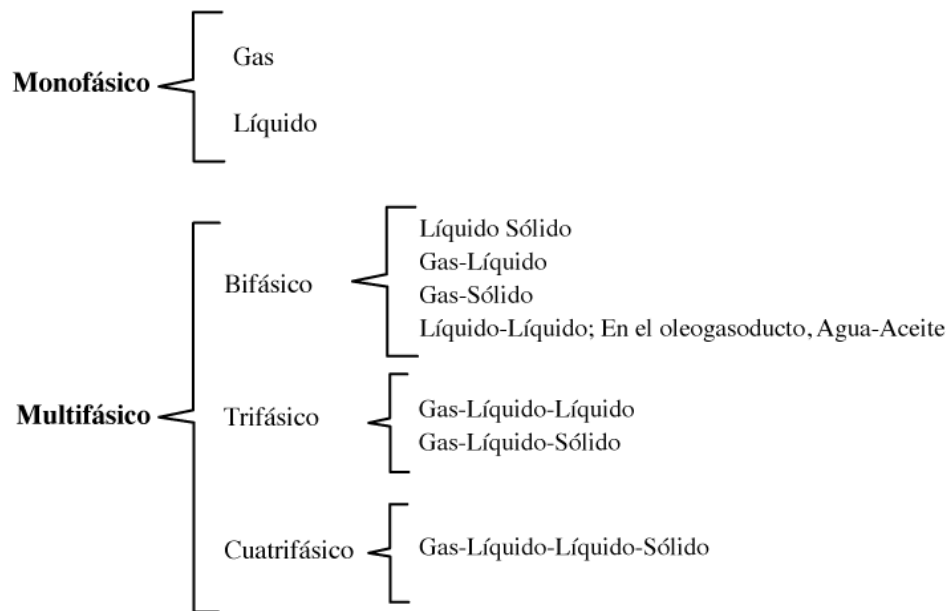 Gas
Monofásico
Líquido
Líquido Sólido
Gas-Líquido
Bifásico
Gas-Sólido
Líquido-Líquido; En el oleogasoducto, Agua-Aceite
Multifásico
Trifásico
Gas-Líquido-Líquido
Gas-Líquido-Sólido
Cuatrifásico
Gas-Líquido-Líquido-Sólido